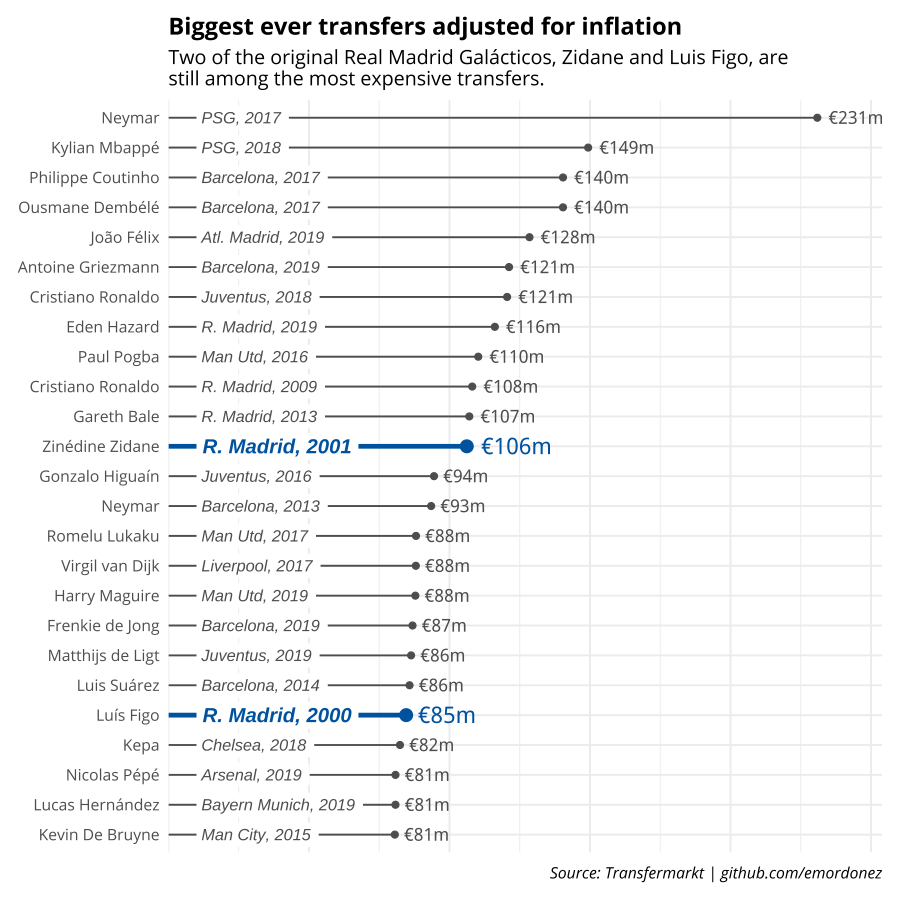 Biggest ever transfers adjusted for inflation
Two of the original Real Madrid Galácticos, Zidane and Luis Figo, are
still among the most expensive transfers.
Neymar PSG, 2017 €231m
Kylian Mbappé PSG, 2018 €149m
Philippe Coutinho Barcelona, 2017 €140m
Ousmane Dembélé Barcelona, 2017 €140m
João Félix Atl. Madrid, 2019 €128m
Antoine Griezmann Barcelona, 2019 €121m
Cristiano Ronaldo Juventus, 2018 €121m
Eden Hazard R. Madrid, 2019 €116m
Paul Pogba Man Utd, 2016 €110m
Cristiano Ronaldo R. Madrid, 2009 €108m
Gareth Bale R. Madrid, 2013 €107m
Zinédine Zidane R. Madrid, 2001 €106m
Gonzalo Higuaín Juventus, 2016 €94m
Neymar Barcelona, 2013 €93m
Romelu Lukaku Man Utd, 2017 €88m
Virgil van Dijk Liverpool, 2017 €88m
Harry Maguire Man Utd, 2019 €88m
Frenkie de Jong Barcelona, 2019 €87m
Matthijs de Ligt Juventus, 2019 €86m
Luis Suárez Barcelona, 2014 €86m
Luís Figo R. Madrid, 2000 €85m
Kepa Chelsea, 2018 €82m
Nicolas Pépé Arsenal, 2019 €81m
Lucas Hernández Bayern Munich, 2019 €81m
Kevin De Bruyne Man City, 2015 €81m
Source: Transfermarkt | github.com/emordonez